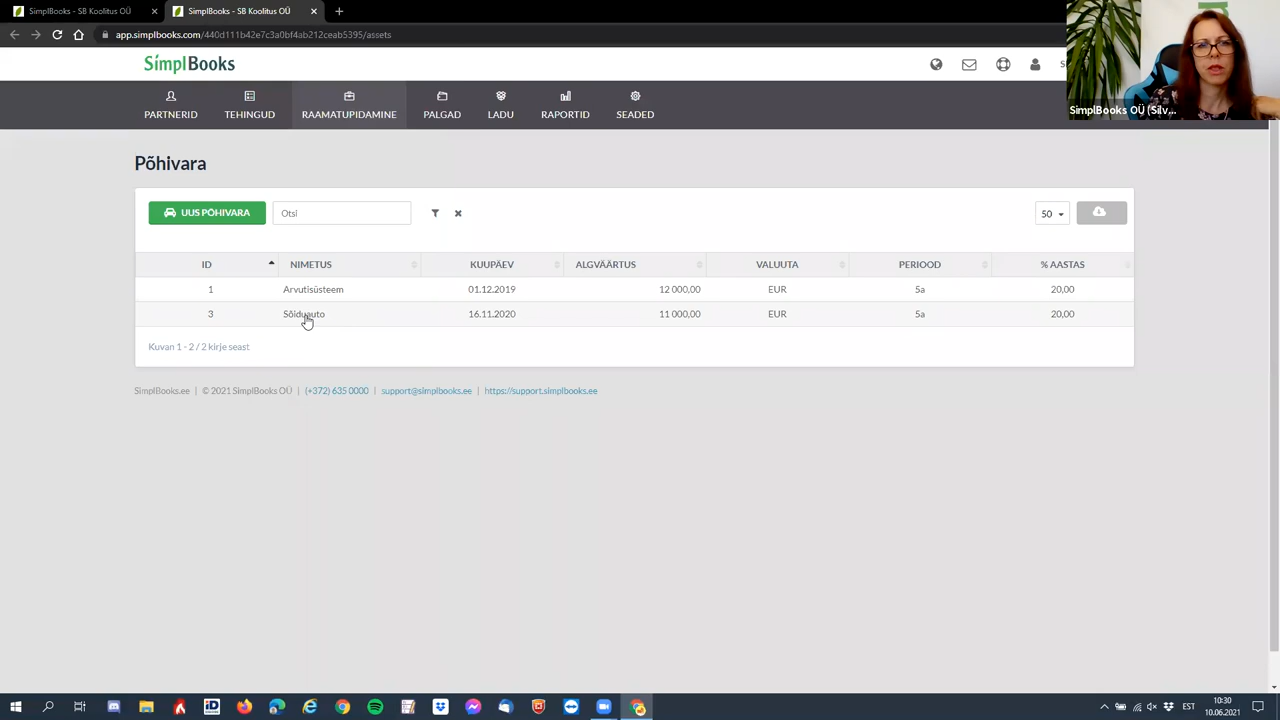 SimplBooks - SB Koolitus OÜ
SimplBooks - SB Koolitus OÜ
app.simplbooks.com/440d111b42e7c3a0bf4ab212ceab5395/assets
SimplBooks
PARTNERID TEHINGUD RAAMATUPIDAMINE PALGAD LADU RAPORTID SEADED
SimplBooks OÜ (Silv...
Põhivara
UUS PÕHIVARA Otsi 50
ID NIMETUS KUUPÄEV ALGVÄÄRTUS VALUUTA PERIOOD % AASTAS
1 Arvutisüsteem 01.12.2019 12 000,00 EUR 5a 20,00
3 Sõiduauto 16.11.2020 11 000,00 EUR 5a 20,00
Kuvan 1 - 2 / 2 kirje seast
SimplBooks.ee | © 2021 SimplBooks OÜ | (+372) 635 0000 | support@simplbooks.ee | https://support.simplbooks.ee
EST
10:30
10.06.2021